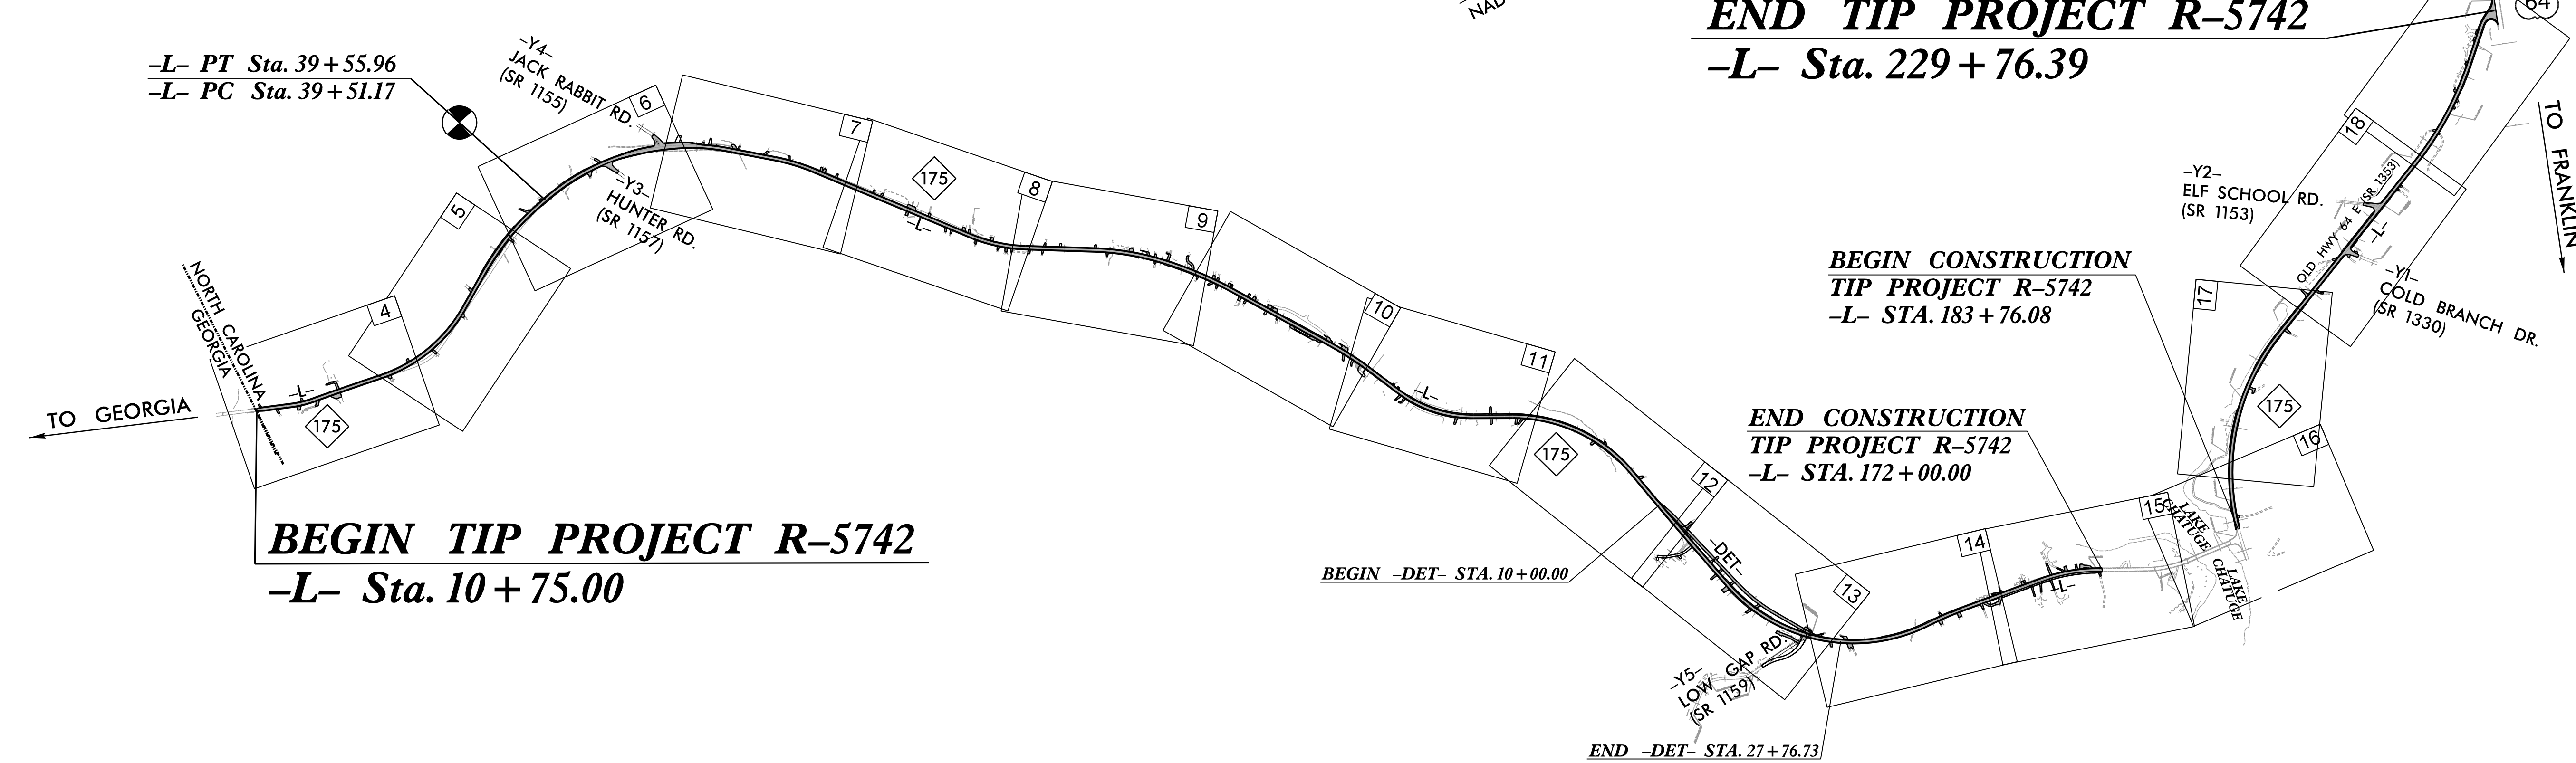 NAD
END TIP PROJECT R–5742
–L– Sta. 229 + 76.39
64
TO FRANKLIN
–L– PT Sta. 39 + 55.96
–L– PC Sta. 39 + 51.17
–Y4–
JACK RABBIT RD.
(SR 1155)
6
5
4
–Y3–
HUNTER RD.
(SR 1157)
7
175
–L–
8
9
10
11
–L–
175
NORTH CAROLINA
GEORGIA
TO GEORGIA
–L–
175
BEGIN TIP PROJECT R–5742
–L– Sta. 10 + 75.00
18
–Y2–
ELF SCHOOL RD.
(SR 1153)
OLD HWY 64 E (SR 1353)
–L–
–Y1–
COLD BRANCH DR.
(SR 1330)
BEGIN CONSTRUCTION
TIP PROJECT R–5742
–L– STA. 183 + 76.08
17
175
16
END CONSTRUCTION
TIP PROJECT R–5742
–L– STA. 172 + 00.00
12
–DET–
BEGIN –DET– STA. 10 + 00.00
13
14
15
–L–
LAKE
CHATUGE
LAKE
CHATUGE
–Y5–
LOW GAP RD.
(SR 1159)
END –DET– STA. 27 + 76.73